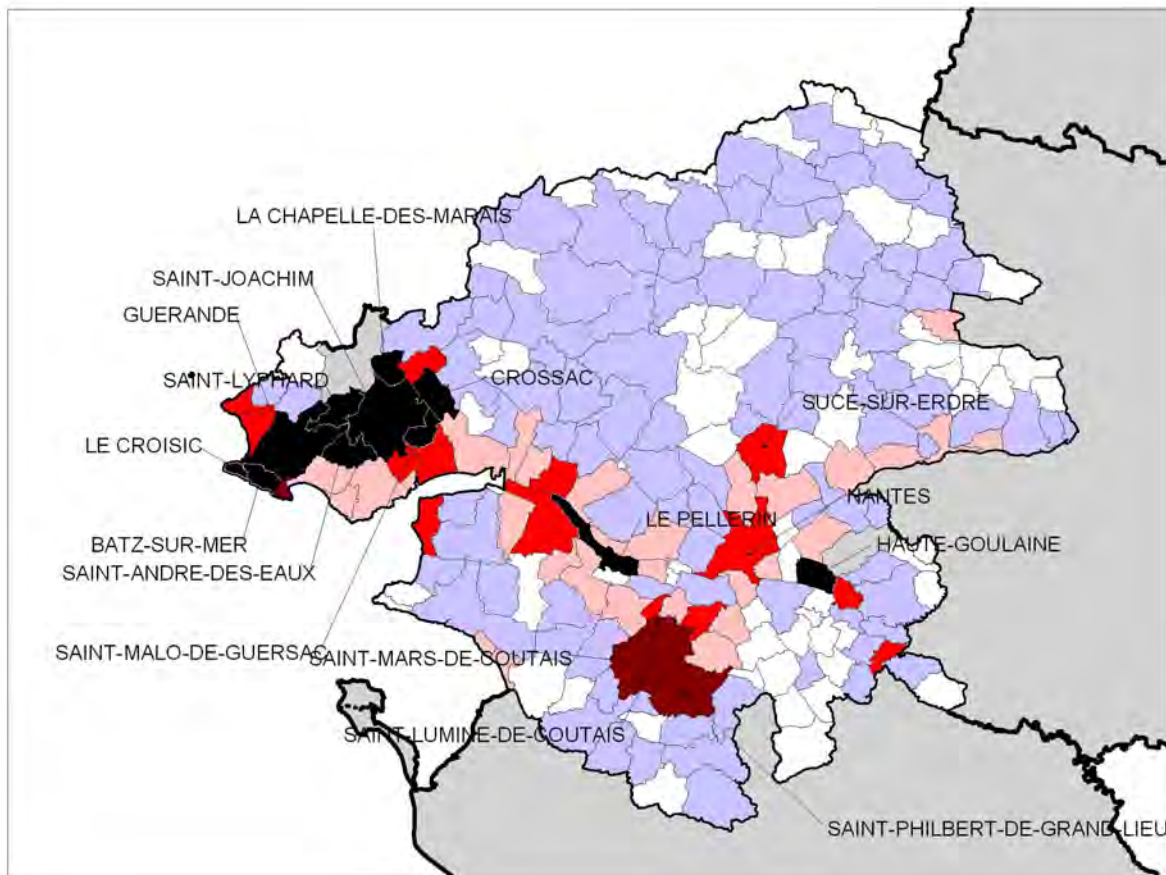 LA CHAPELLE-DES-MARAIS
SAINT-JOACHIM
GUERANDE
SAINT-LYPHARD
CROSSAC
SUCE-SUR-ERDRE
LE CROISIC
NANTES
LE PELLERIN
BATZ-SUR-MER
HAUTE-GOULAINE
SAINT-ANDRE-DES-EAUX
SAINT-MALO-DE-GUERSAC
SAINT-MARS-DE-COUTAIS
SAINT-LUMINE-DE-COUTAIS
SAINT-PHILBERT-DE-GRAND-LIEU